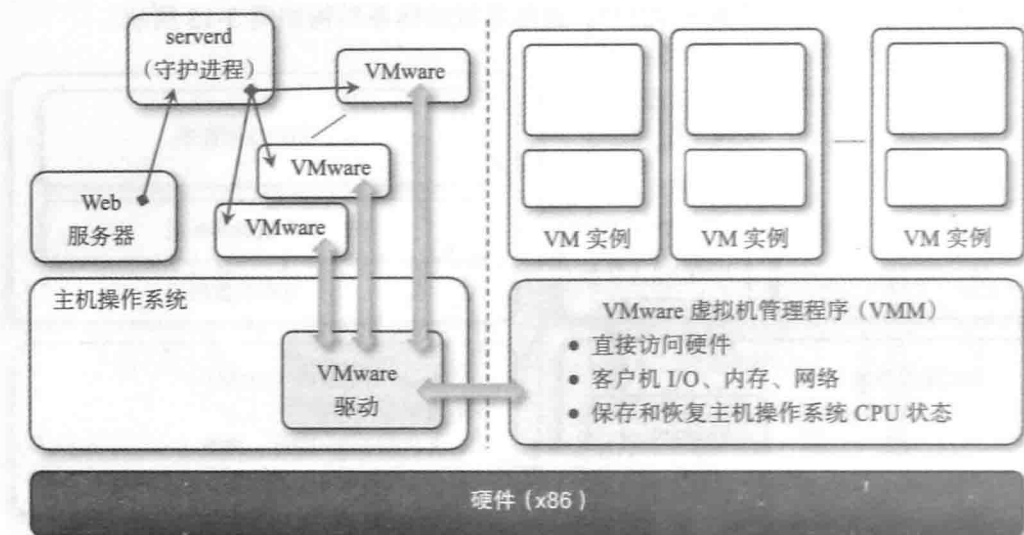 serverd
（守护进程）
VMware
VMware
VMware
Web
服务器
主机操作系统
VMware
驱动
VM 实例
VM 实例
VM 实例
VMware 虚拟机管理程序（VMM）
● 直接访问硬件
● 客户机 I/O、内存、网络
● 保存和恢复主机操作系统 CPU 状态
硬件（x86）